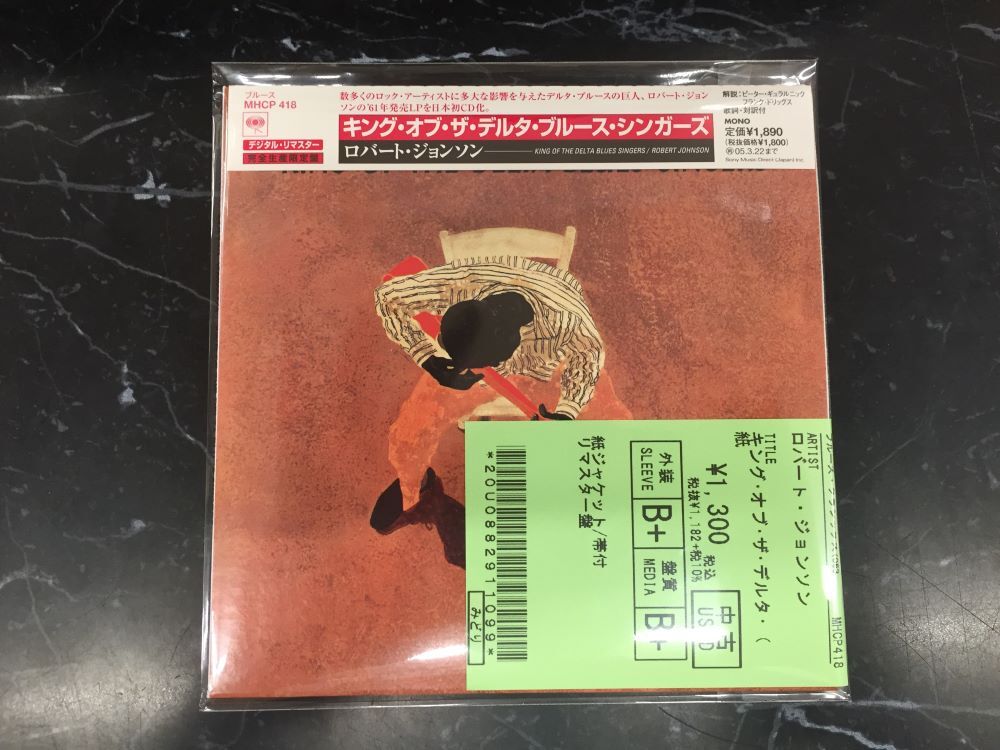 ブルース
MHCP 418
デジタル・リマスター
完全生産限定盤
数多くのロック・アーティストに多大な影響を与えたデルタ・ブルースの巨人、ロバート・ジョン
ソンの'61年発売LPを日本初CD化。
キング・オブ・ザ・デルタ・ブルース・シンガーズ
ロバート・ジョンソン
KING OF THE DELTA BLUES SINGERS / ROBERT JOHNSON
解説:ピーター・ギュラルニック
フランク・ドリッグス
歌詞・対訳付
MONO
定価¥1,890
(税抜価格¥1,800)
05.3.22まで
Sony Music Direct (Japan) Inc.
MHCP418
ARTIST
ロバート・ジョンソン
TITLE
キング・オブ・ザ・デルタ・(
紙
¥1,300 税込
税抜¥1,182+税10%
中古
USED
外装
SLEEVE
B+
盤質
MEDIA
B+
紙ジャケット/帯付
リマスター盤
*20U088291109​9*
みどり